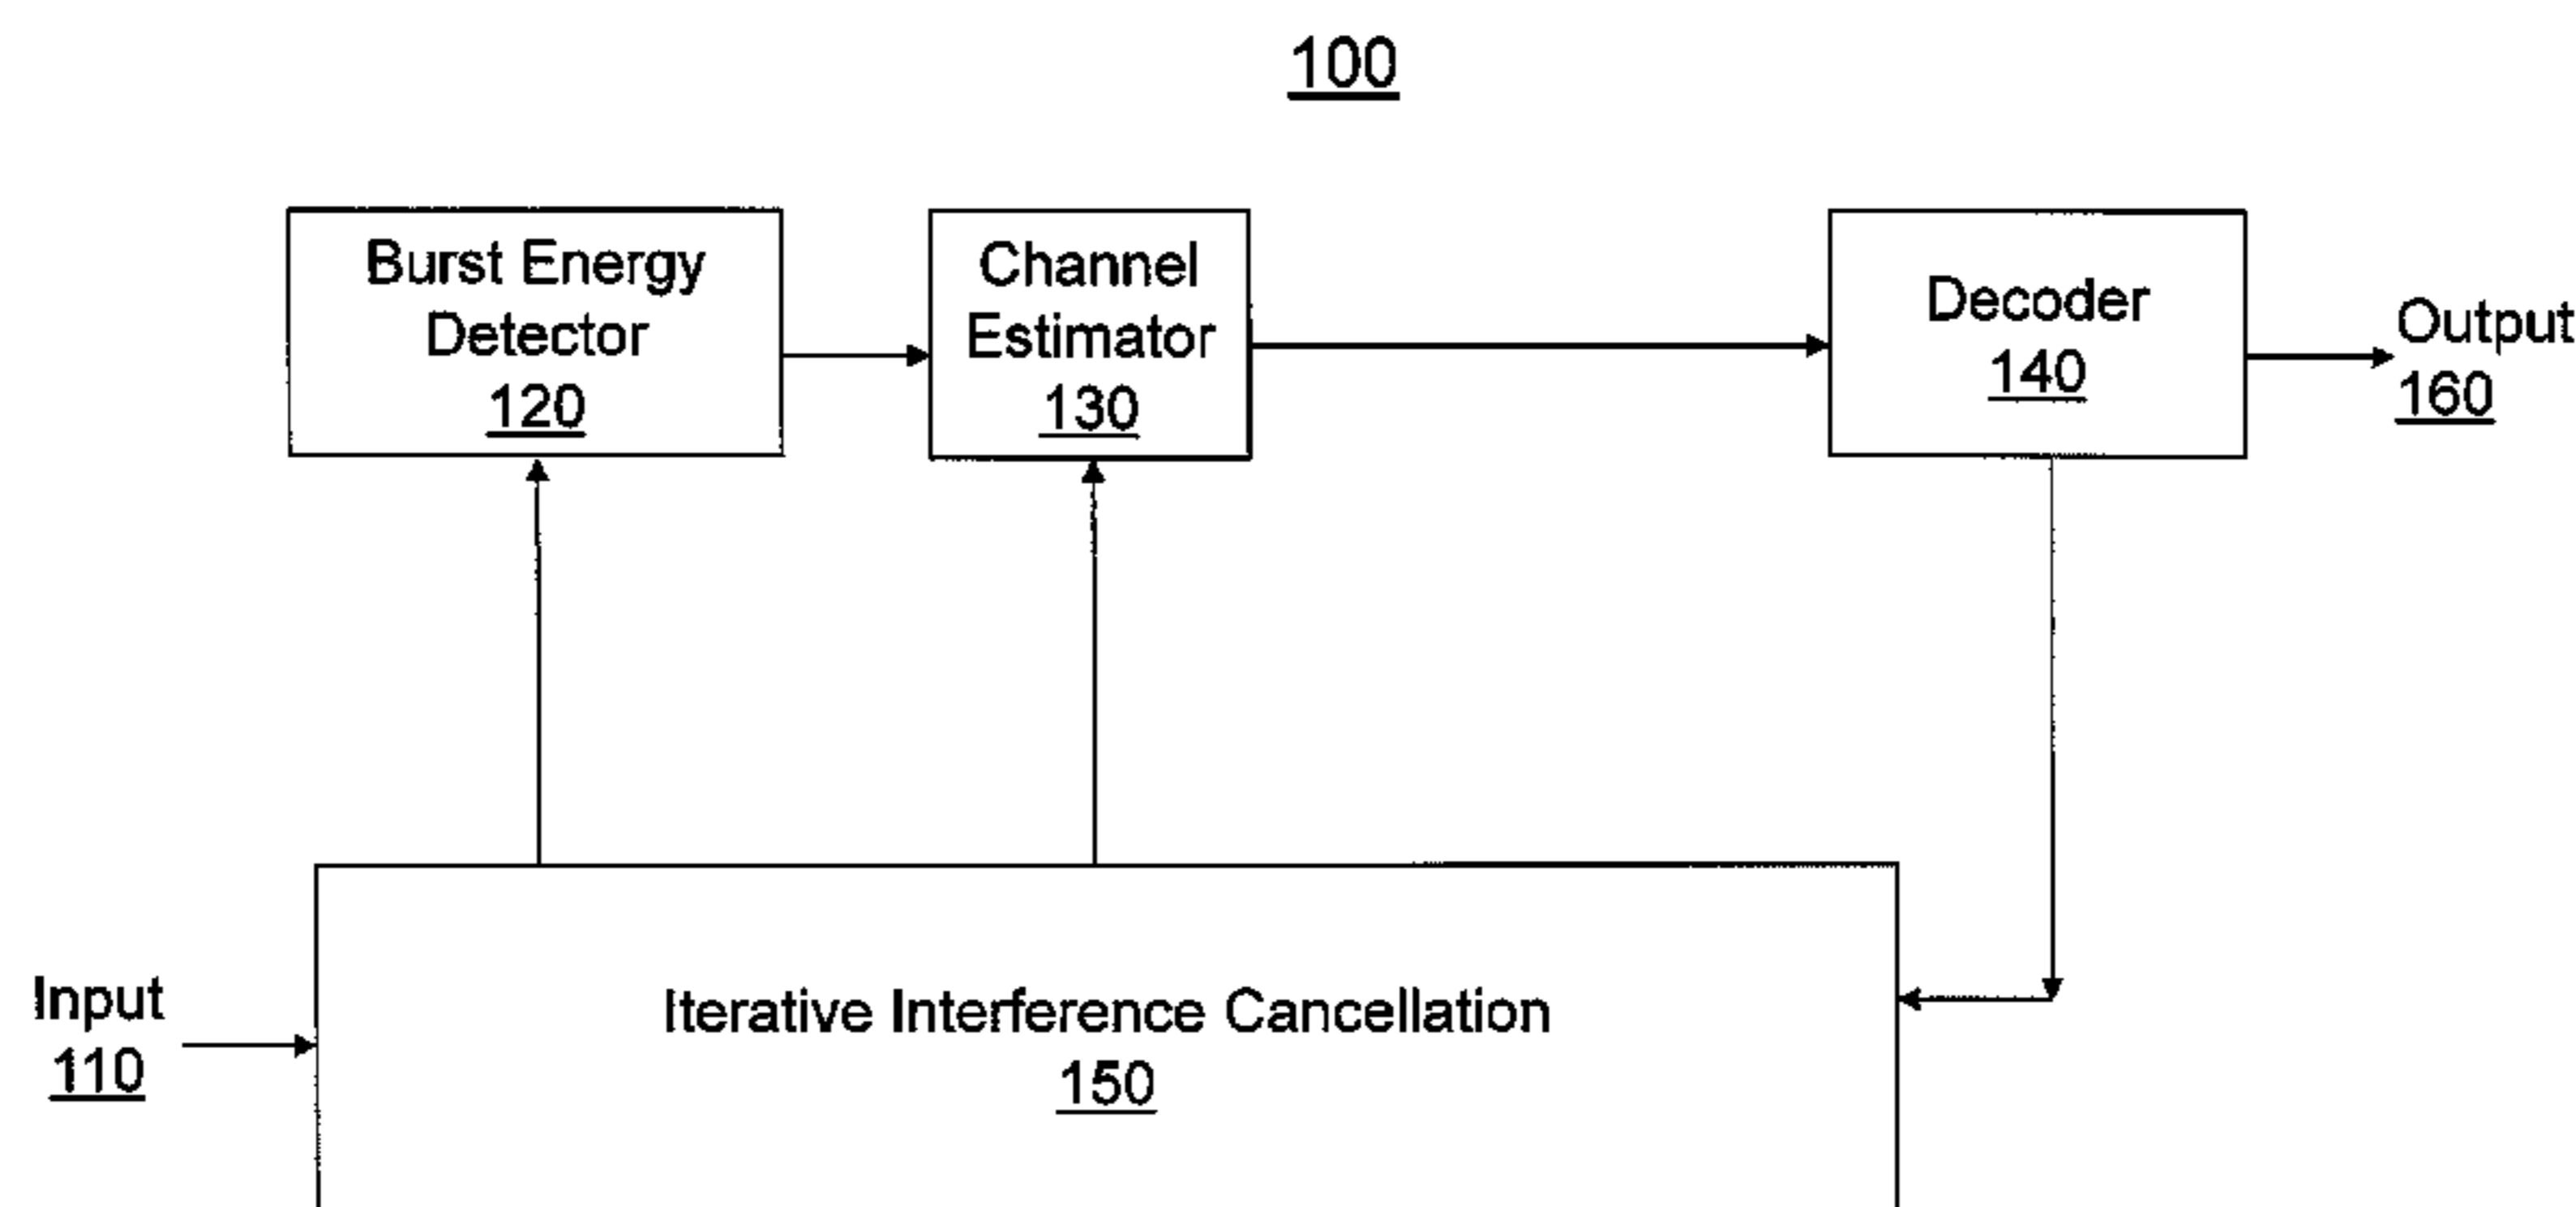 100
Burst Energy
Detector
120
Channel
Estimator
130
Decoder
140
Output
160
Input
110
Iterative Interference Cancellation
150